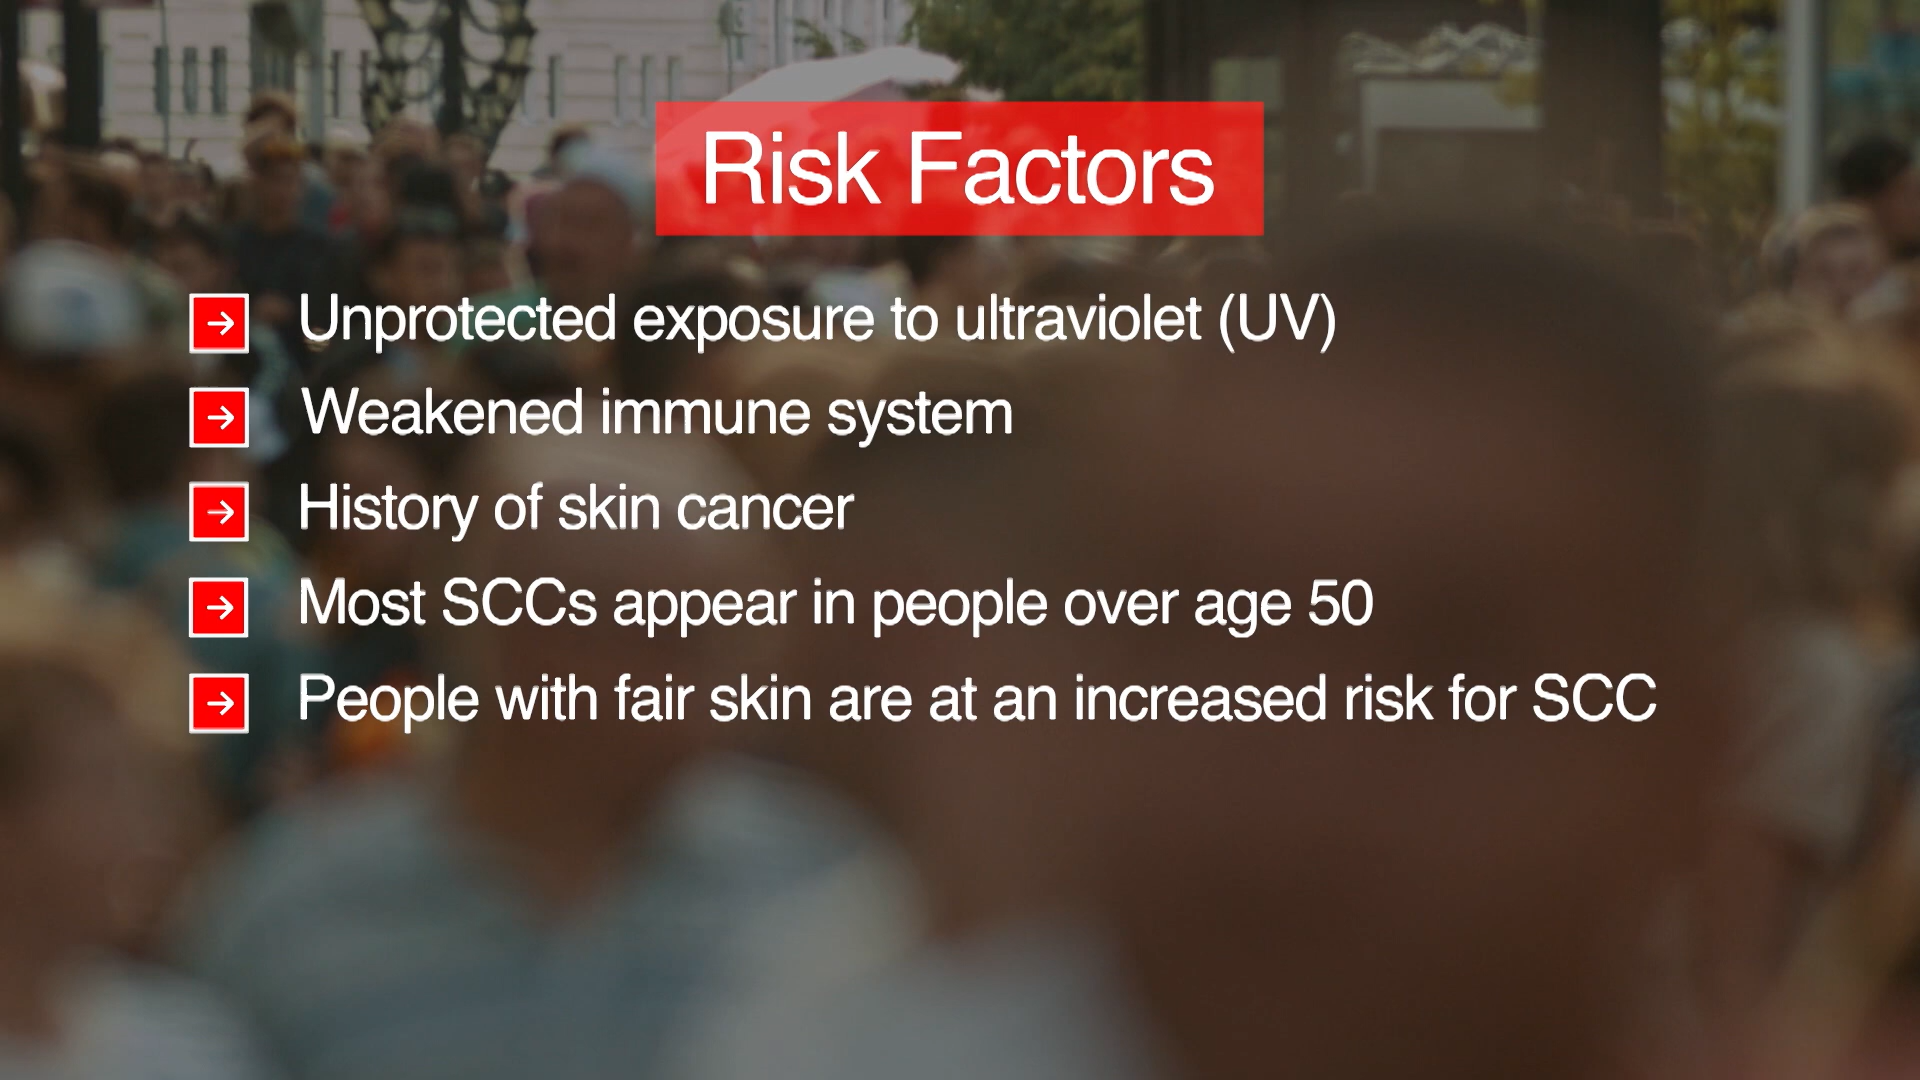 Risk Factors
Unprotected exposure to ultraviolet (UV)
Weakened immune system
History of skin cancer
Most SCCs appear in people over age 50
People with fair skin are at an increased risk for SCC